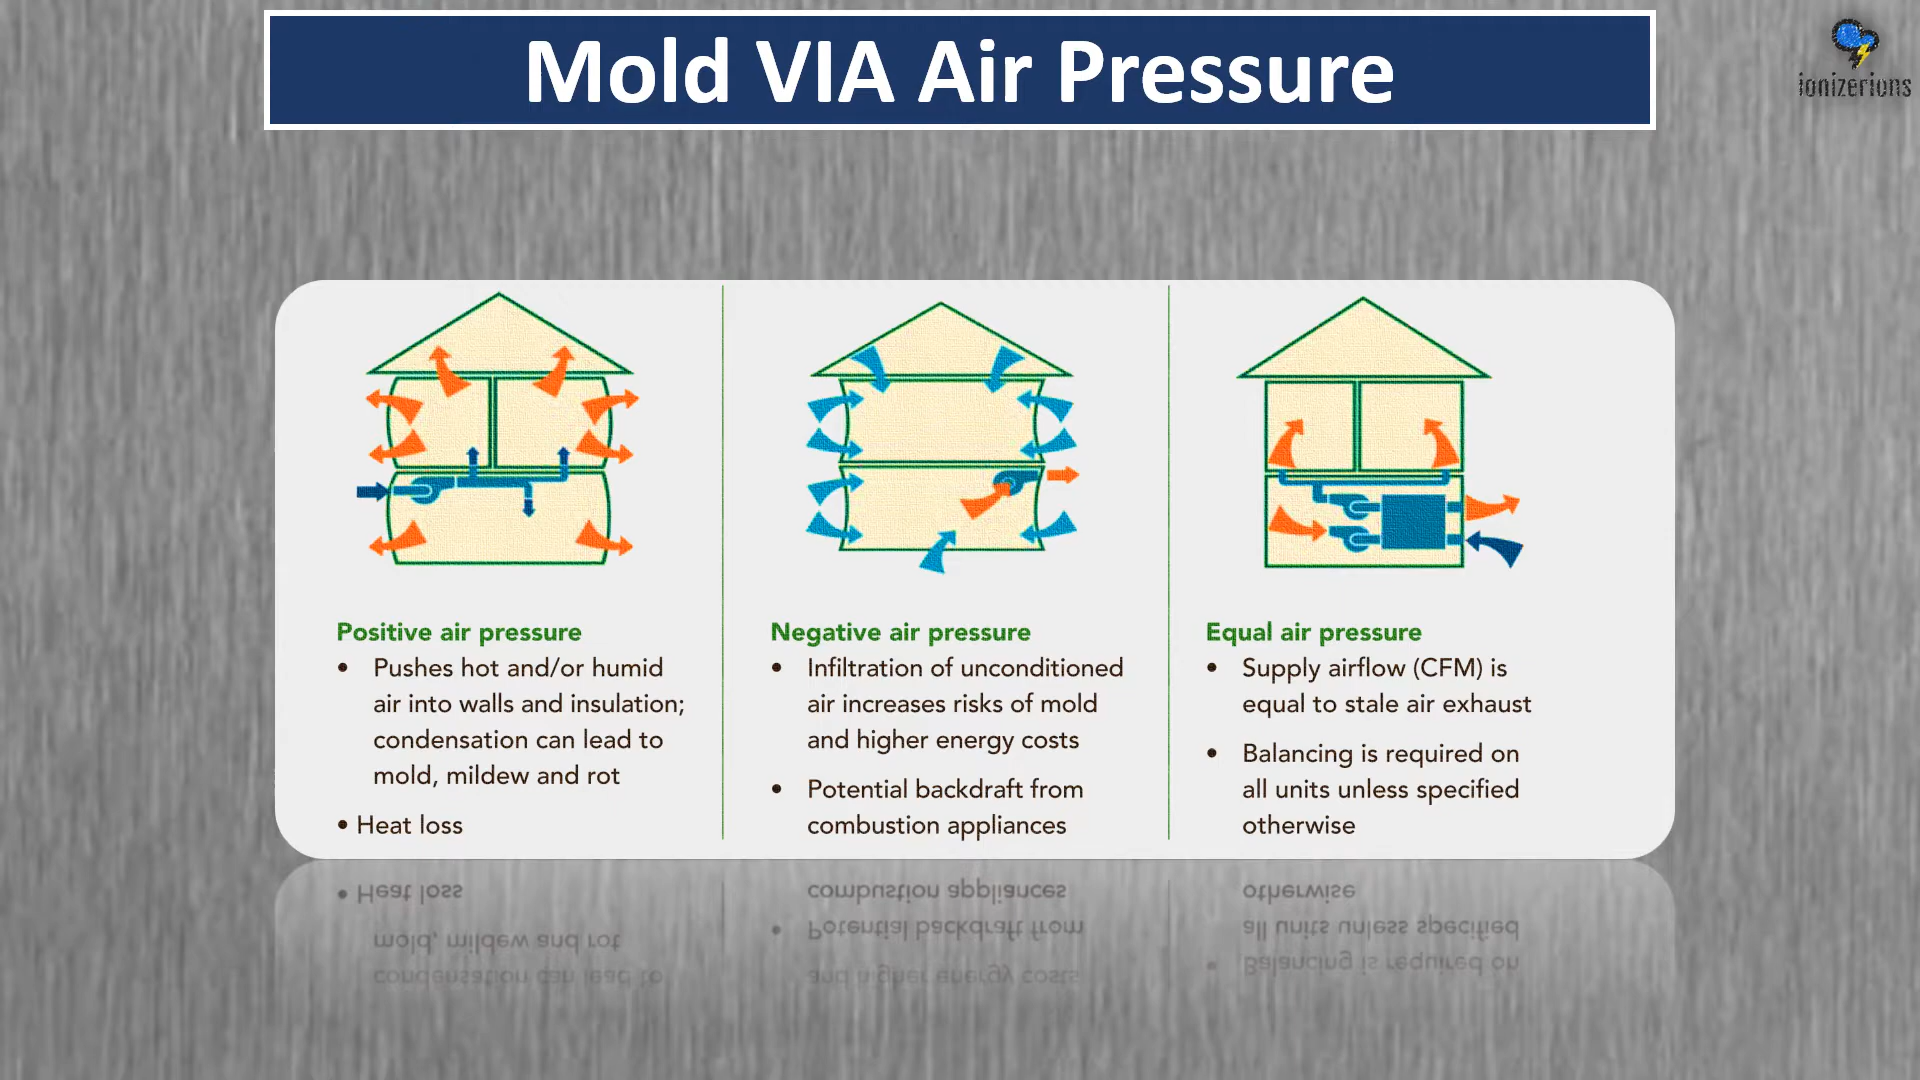 Mold VIA Air Pressure
ionizerions
Positive air pressure
• Pushes hot and/or humid
air into walls and insulation;
condensation can lead to
mold, mildew and rot
• Heat loss
Negative air pressure
• Infiltration of unconditioned
air increases risks of mold
and higher energy costs
• Potential backdraft from
combustion appliances
Equal air pressure
• Supply airflow (CFM) is
equal to stale air exhaust
• Balancing is required on
all units unless specified
otherwise